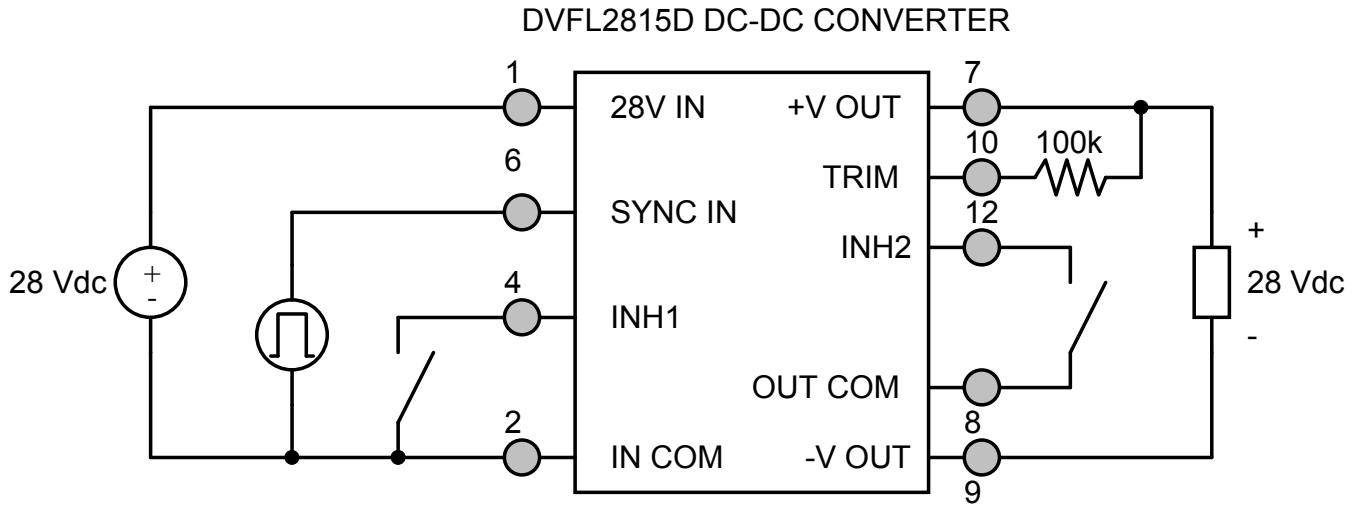 DVFL2815D DC-DC CONVERTER
1
7
28V IN
+V OUT
10
100k
6
TRIM
12
SYNC IN
INH2
+
28 Vdc
+
-
4
28 Vdc
INH1
-
OUT COM
2
8
IN COM
-V OUT
9